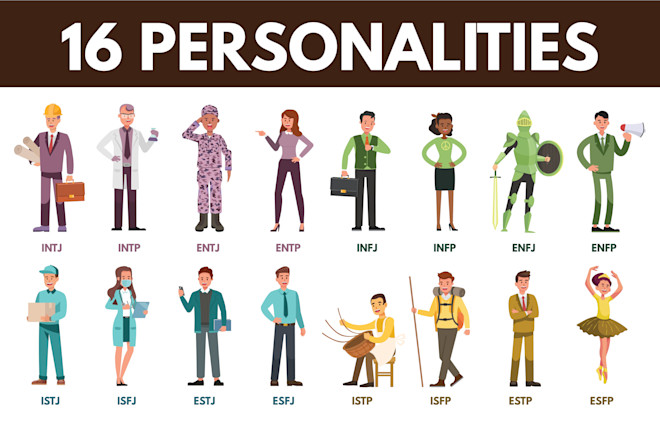 16 PERSONALITIES
INTJ INTP ENTJ ENTP INFJ INFP ENFJ ENFP
ISTJ ISFJ ESTJ ESFJ ISTP ISFP ESTP ESFP